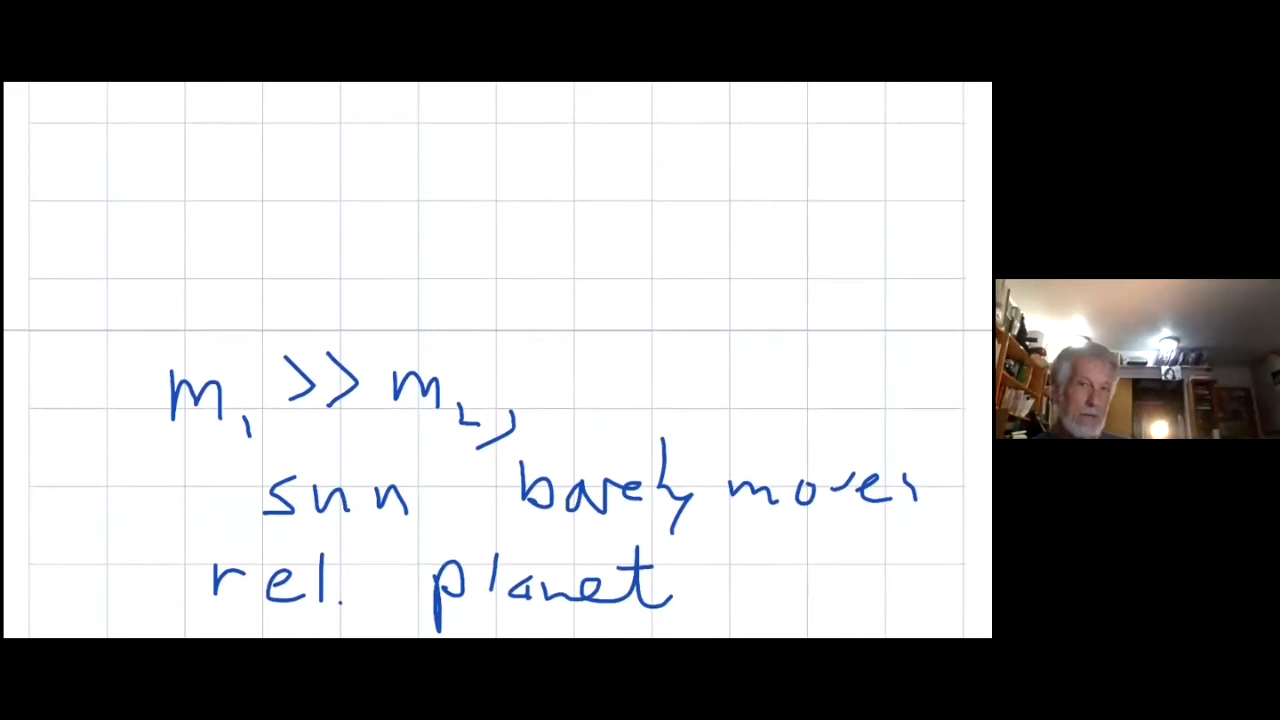 m₁ >> m₂,
sun barely moves
rel. planet